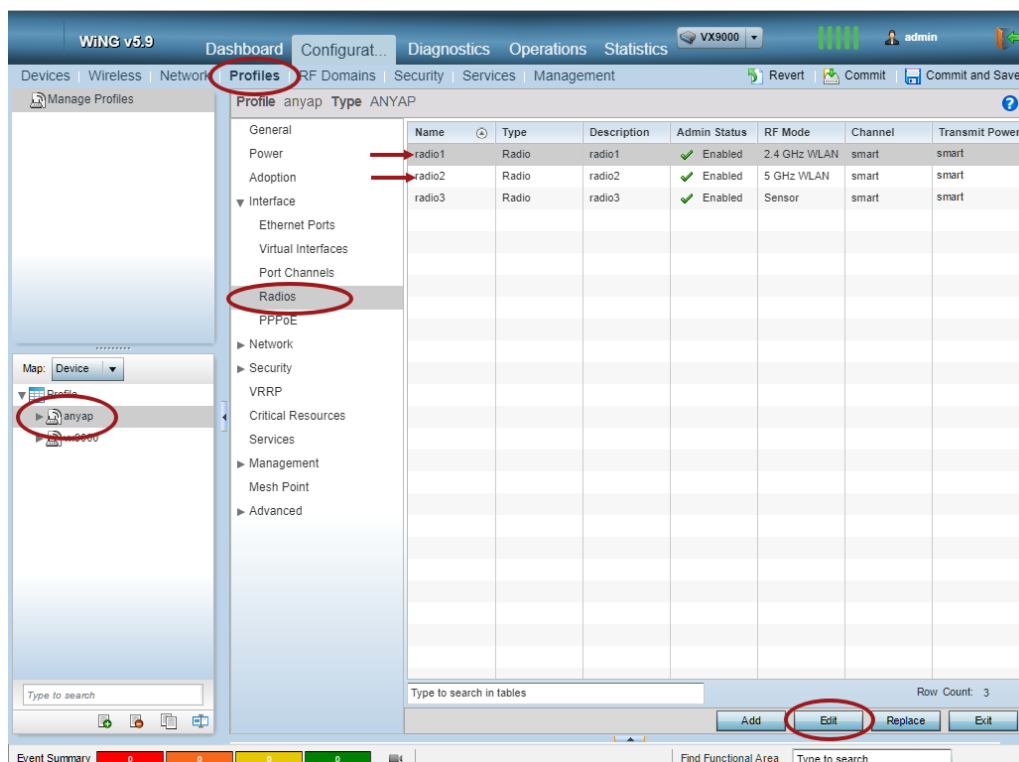 WiNG v5.9
Dashboard Configurat... Diagnostics Operations Statistics VX9000 admin
Devices Wireless Network Profiles RF Domains Security Services Management Revert Commit Commit and Save
Manage Profiles
Profile anyap Type ANYAP
General
Power
Adoption
Interface
Ethernet Ports
Virtual Interfaces
Port Channels
Radios
PPPoE
Network
Security
VRRP
Critical Resources
Services
Management
Mesh Point
Advanced
Name Type Description Admin Status RF Mode Channel Transmit Power
radio1 Radio radio1 Enabled 2.4 GHz WLAN smart smart
radio2 Radio radio2 Enabled 5 GHz WLAN smart smart
radio3 Radio radio3 Enabled Sensor smart smart
Map: Device
Profile
anyap
vx9000
Type to search
Type to search in tables Row Count: 3
Add Edit Replace Exit
Event Summary 0 0 0 0 Find Functional Area Type to search